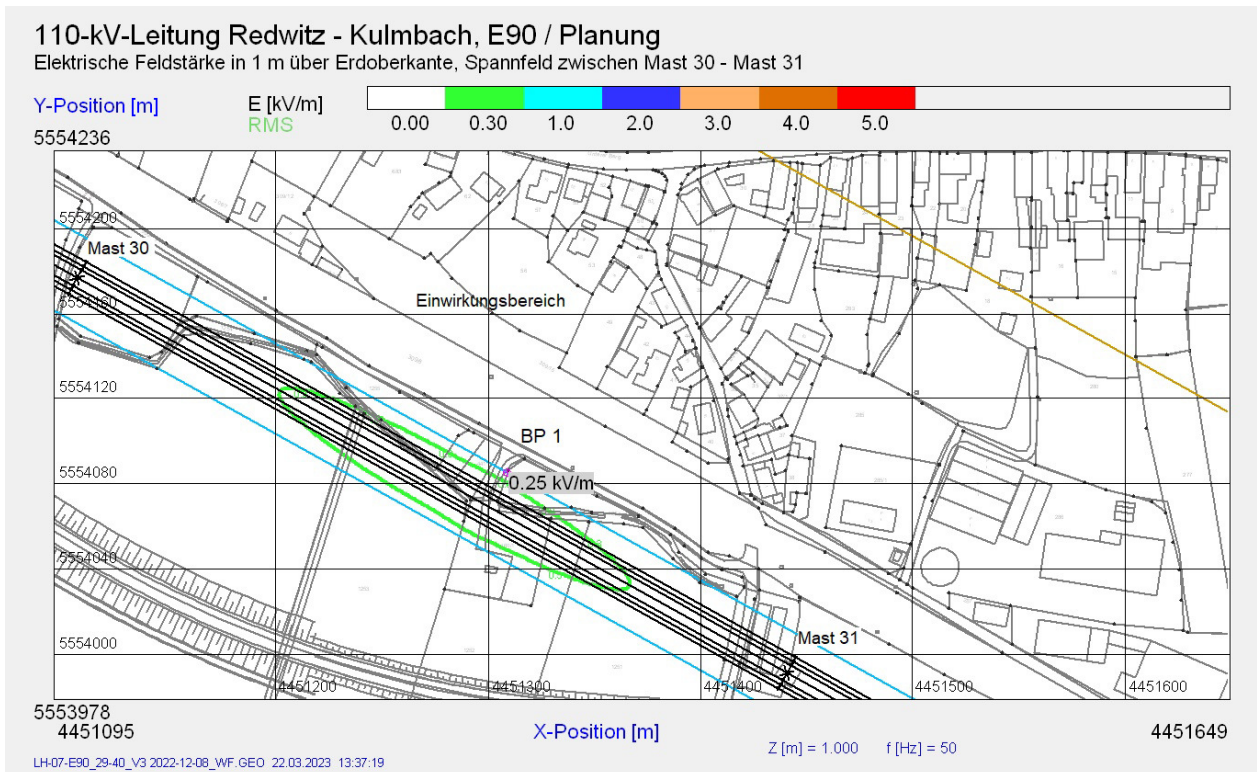 110-kV-Leitung Redwitz - Kulmbach, E90 / Planung
Elektrische Feldstärke in 1 m über Erdoberkante, Spannfeld zwischen Mast 30 - Mast 31
Y-Position [m]
E [kV/m]
RMS
0.00 0.30 1.0 2.0 3.0 4.0 5.0
5554236
5554200
Mast 30
5554160
Einwirkungsbereich
5554120
BP 1
5554080
0.25 kV/m
5554040
5554000
Mast 31
4451200 4451300 4451400 4451500 4451600
5553978
4451095
X-Position [m]
4451649
Z [m] = 1.000 f [Hz] = 50
LH-07-E90_29-40_V3 2022-12-08_WF.GEO 22.03.2023 13:37:19